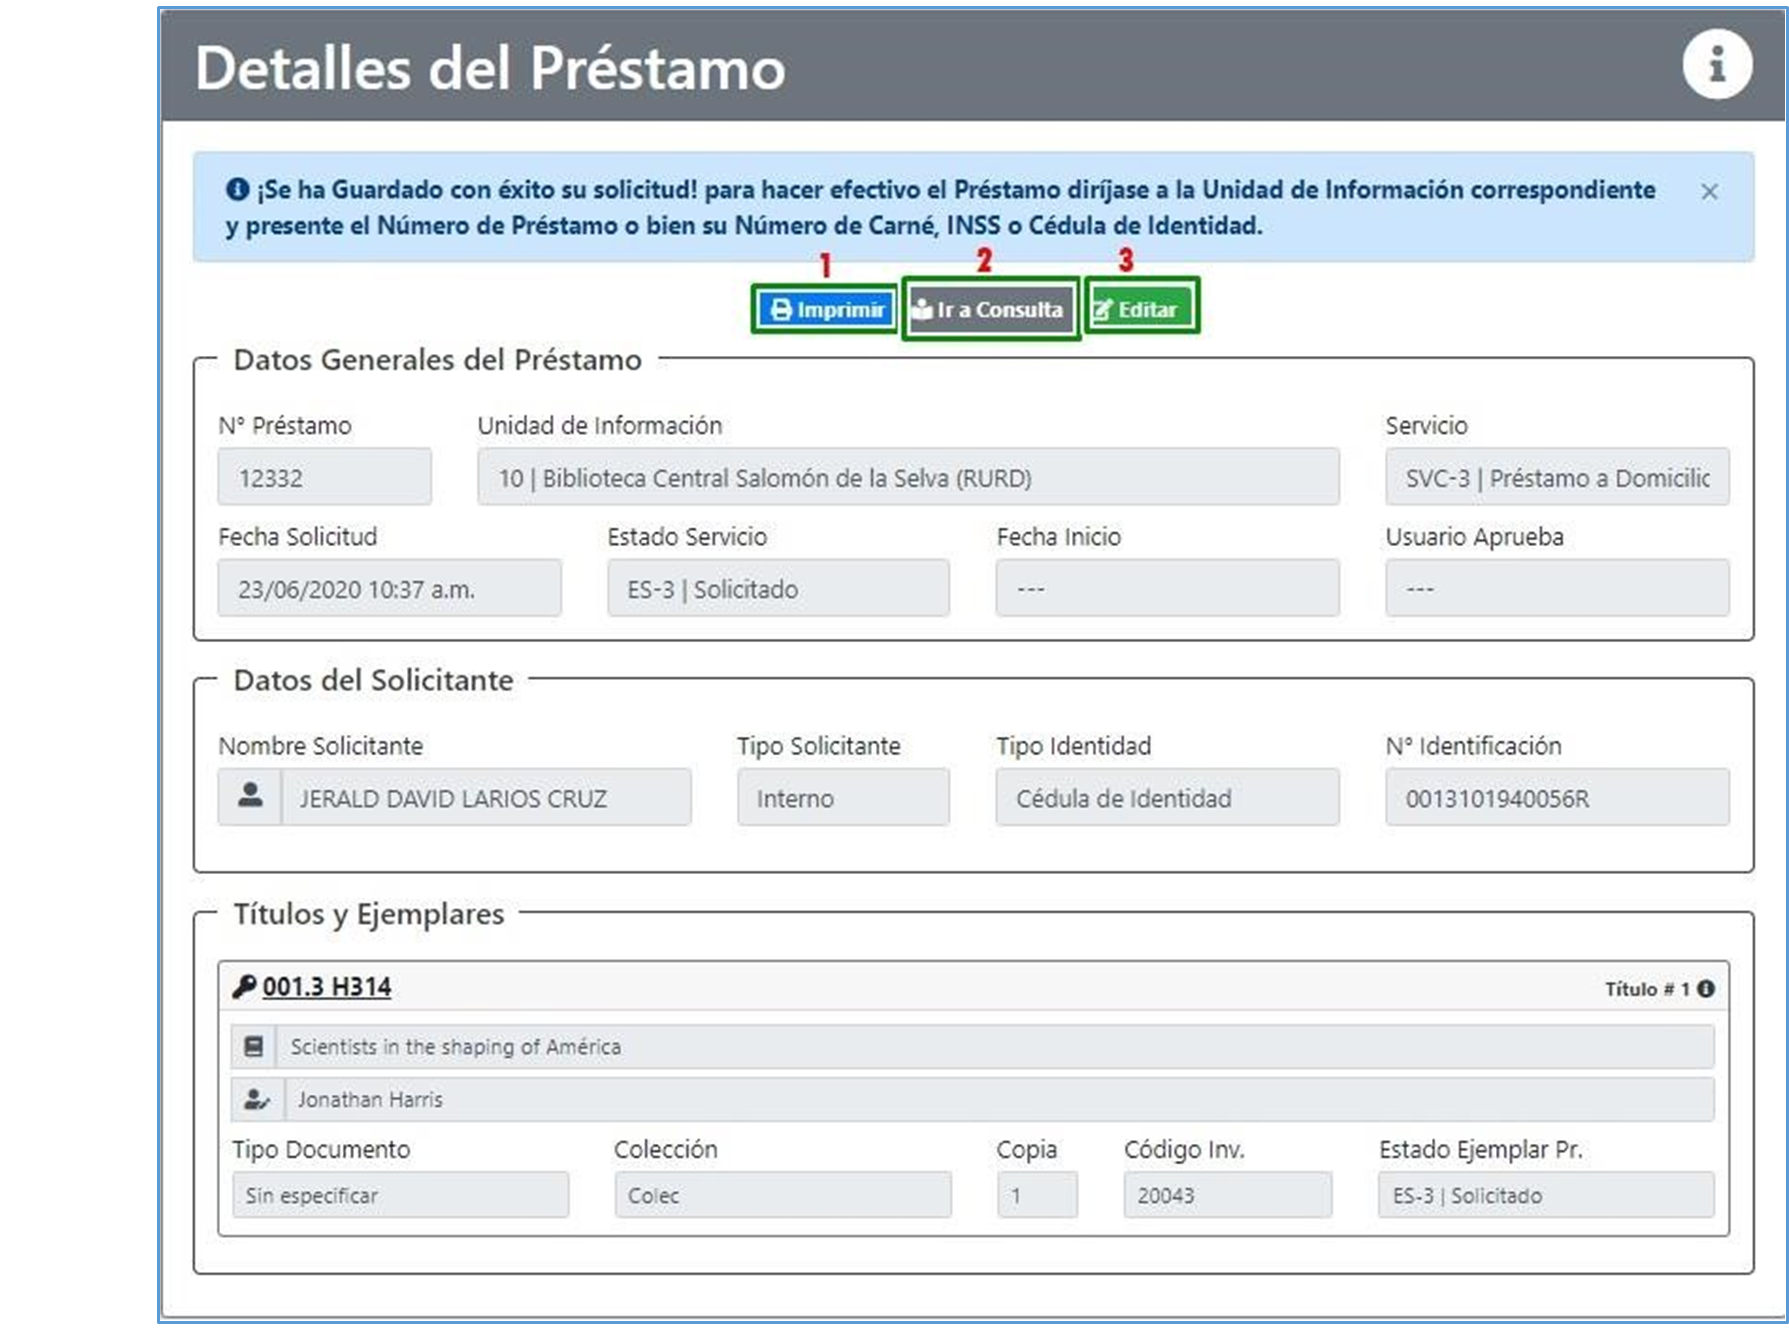 Detalles del Préstamo
¡Se ha Guardado con éxito su solicitud! para hacer efectivo el Préstamo diríjase a la Unidad de Información correspondiente
y presente el Número de Préstamo o bien su Número de Carné, INSS o Cédula de Identidad.
×
1 2 3
Imprimir Ir a Consulta Editar
Datos Generales del Préstamo
N° Préstamo Unidad de Información Servicio
12332 10 | Biblioteca Central Salomón de la Selva (RURD) SVC-3 | Préstamo a Domicilic
Fecha Solicitud Estado Servicio Fecha Inicio Usuario Aprueba
23/06/2020 10:37 a.m. ES-3 | Solicitado --- ---
Datos del Solicitante
Nombre Solicitante Tipo Solicitante Tipo Identidad N° Identificación
JERALD DAVID LARIOS CRUZ Interno Cédula de Identidad 0013101940056R
Títulos y Ejemplares
001.3 H314 Título # 1
Scientists in the shaping of América
Jonathan Harris
Tipo Documento Colección Copia Código Inv. Estado Ejemplar Pr.
Sin especificar Colec 1 20043 ES-3 | Solicitado